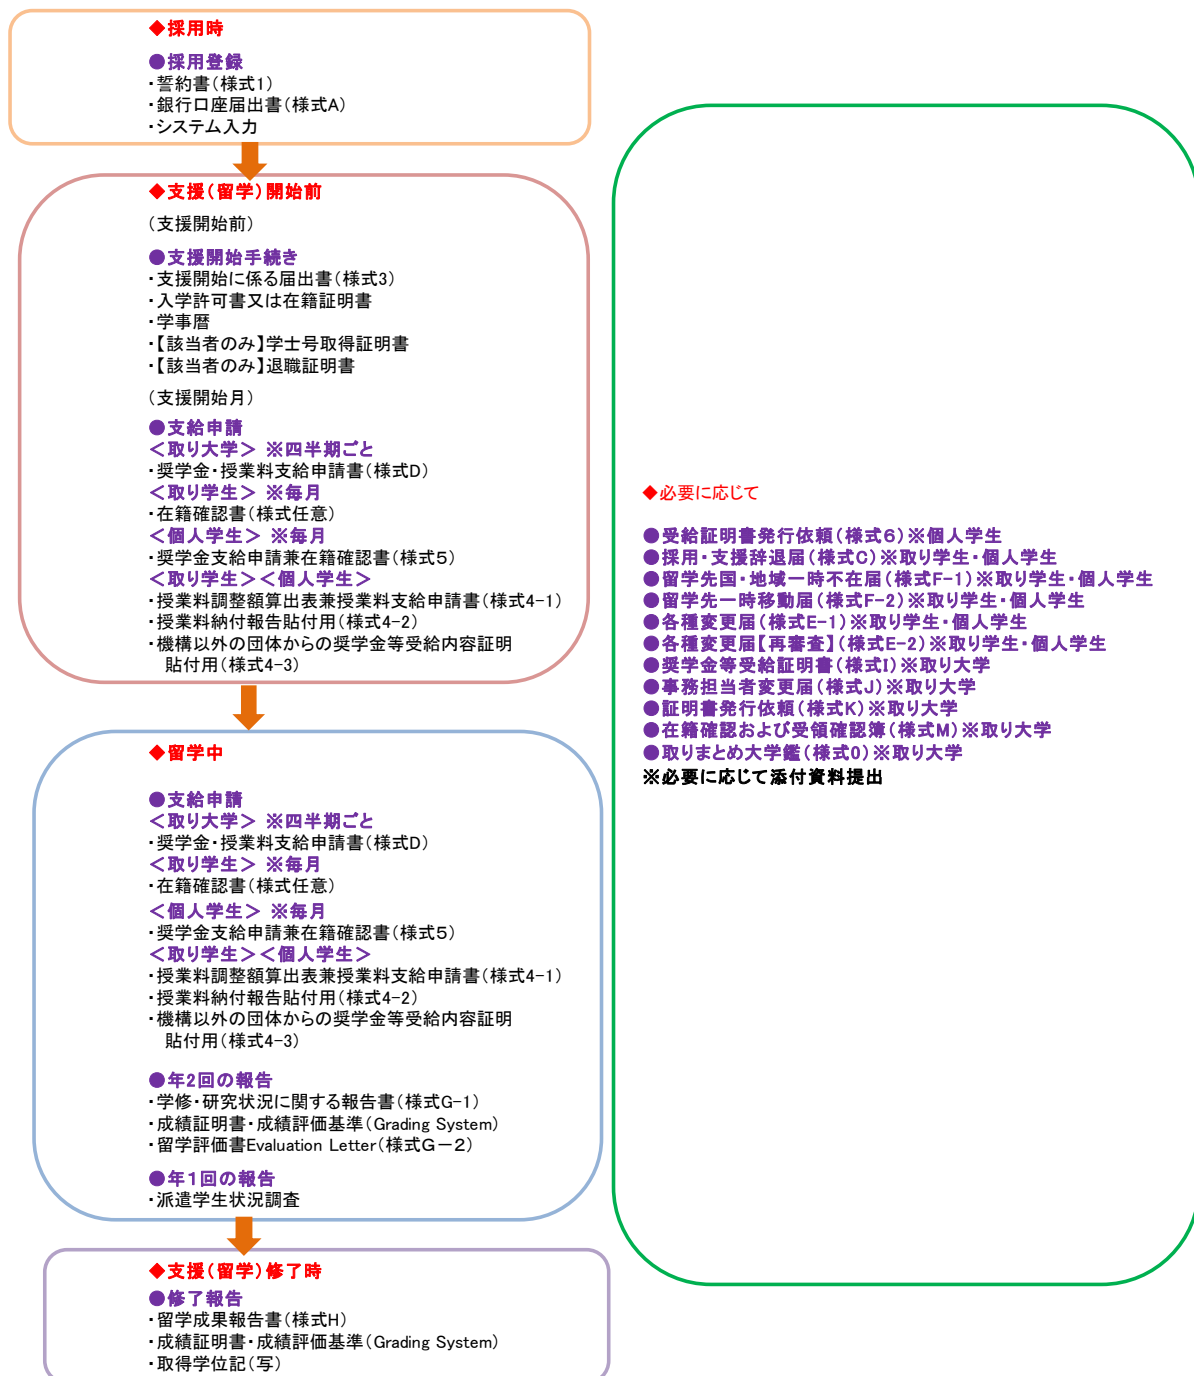 ◆採用時
●採用登録
・誓約書(様式1)
・銀行口座届出書(様式A)
・システム入力
◆支援(留学)開始前
(支援開始前)
●支援開始手続き
・支援開始に係る届出書(様式3)
・入学許可書又は在籍証明書
・学事暦
・【該当者のみ】学士号取得証明書
・【該当者のみ】退職証明書
(支援開始月)
●支給申請
＜取り大学＞ ※四半期ごと
・奨学金・授業料支給申請書(様式D)
＜取り学生＞ ※毎月
・在籍確認書(様式任意)
＜個人学生＞ ※毎月
・奨学金支給申請兼在籍確認書(様式5)
＜取り学生＞＜個人学生＞
・授業料調整額算出表兼授業料支給申請書(様式4-1)
・授業料納付報告貼付用(様式4-2)
・機構以外の団体からの奨学金等受給内容証明
貼付用(様式4-3)
◆留学中
●支給申請
＜取り大学＞ ※四半期ごと
・奨学金・授業料支給申請書(様式D)
＜取り学生＞ ※毎月
・在籍確認書(様式任意)
＜個人学生＞ ※毎月
・奨学金支給申請兼在籍確認書(様式5)
＜取り学生＞＜個人学生＞
・授業料調整額算出表兼授業料支給申請書(様式4-1)
・授業料納付報告貼付用(様式4-2)
・機構以外の団体からの奨学金等受給内容証明
貼付用(様式4-3)
●年2回の報告
・学修・研究状況に関する報告書(様式G-1)
・成績証明書・成績評価基準(Grading System)
・留学評価書Evaluation Letter(様式G－2)
●年1回の報告
・派遣学生状況調査
◆支援(留学)修了時
●修了報告
・留学成果報告書(様式H)
・成績証明書・成績評価基準(Grading System)
・取得学位記(写)
◆必要に応じて
●受給証明書発行依頼(様式6)※個人学生
●採用・支援辞退届(様式C)※取り学生・個人学生
●留学先国・地域一時不在届(様式F-1)※取り学生・個人学生
●留学先一時移動届(様式F-2)※取り学生・個人学生
●各種変更届(様式E-1)※取り学生・個人学生
●各種変更届【再審査】(様式E-2)※取り学生・個人学生
●奨学金等受給証明書(様式I)※取り大学
●事務担当者変更届(様式J)※取り大学
●証明書発行依頼(様式K)※取り大学
●在籍確認および受領確認簿(様式M)※取り大学
●取りまとめ大学鑑(様式0)※取り大学
※必要に応じて添付資料提出